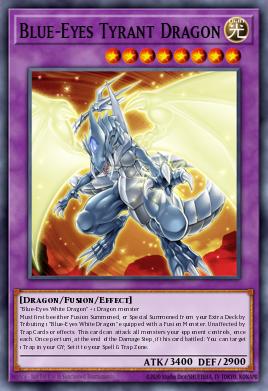 BLUE-EYES TYRANT DRAGON
光
[DRAGON/FUSION/EFFECT]
"Blue-Eyes White Dragon" + 1 Dragon monster
Must first be either Fusion Summoned, or Special Summoned from your Extra Deck by
Tributing 1 "Blue-Eyes White Dragon" equipped with a Fusion Monster. Unaffected by
Trap Cards or effects. This card can attack all monsters your opponent controls, once
each. Once per turn, at the end of the Damage Step, if this card battled: You can target
1 Trap in your GY; Set it to your Spell & Trap Zone.
ATK/3400 DEF/2900